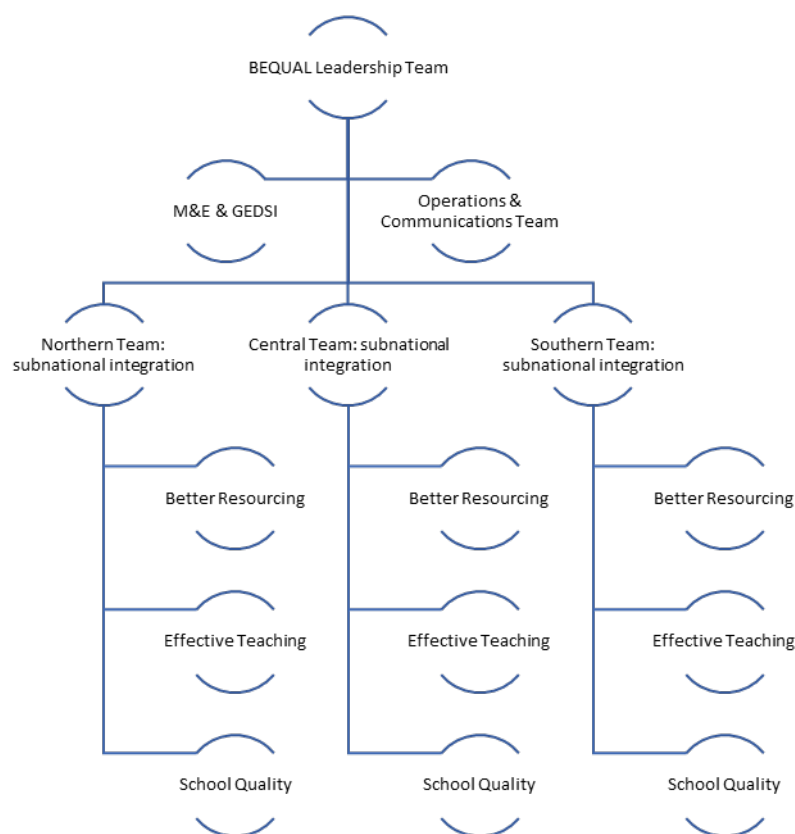 BEQUAL Leadership Team
M&E & GEDSI
Operations &
Communications Team
Northern Team:
subnational integration
Central Team: subnational
integration
Southern Team:
subnational integration
Better Resourcing
Better Resourcing
Better Resourcing
Effective Teaching
Effective Teaching
Effective Teaching
School Quality
School Quality
School Quality